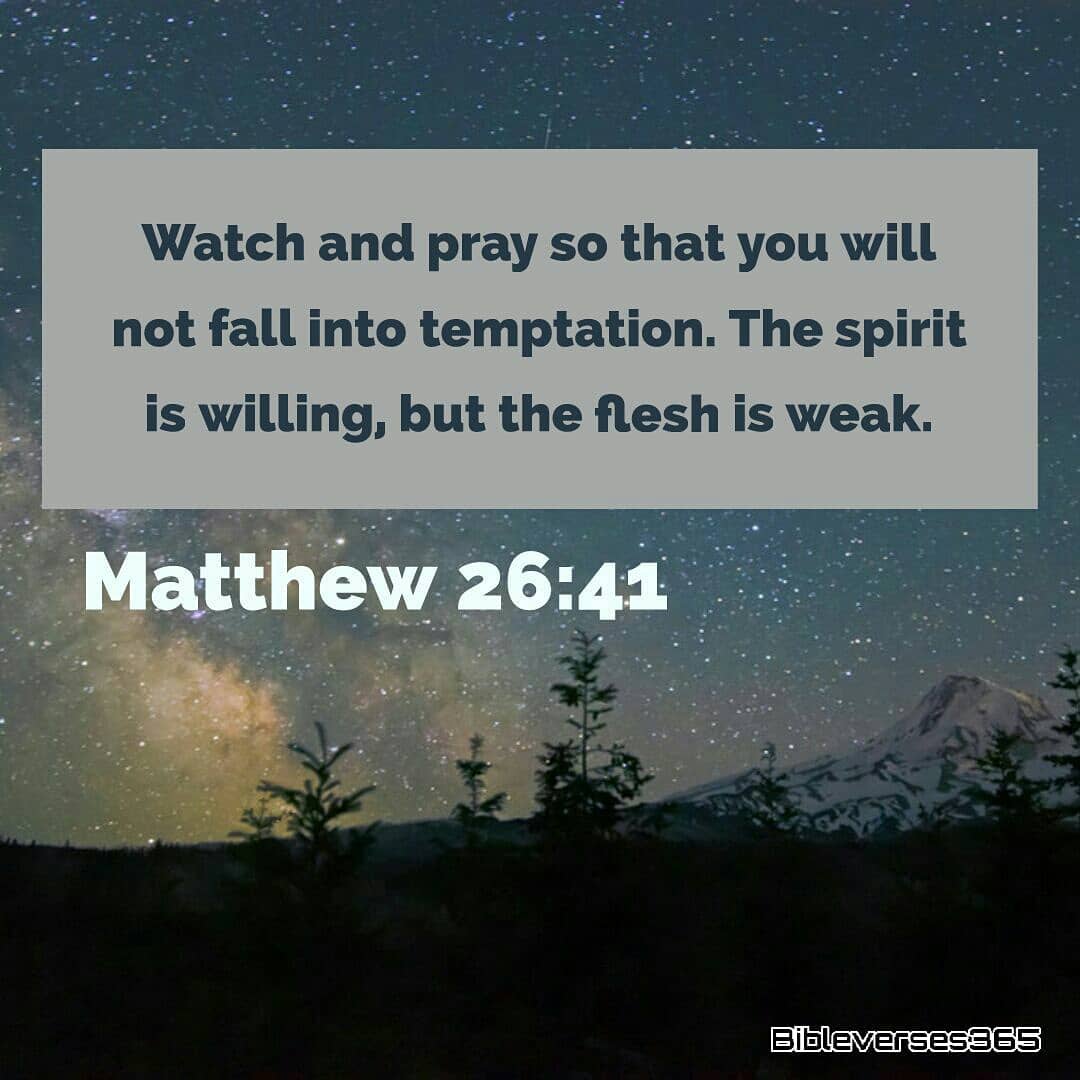 Watch and pray so that you will
not fall into temptation. The spirit
is willing, but the flesh is weak.
Matthew 26:41
Bibleverses365